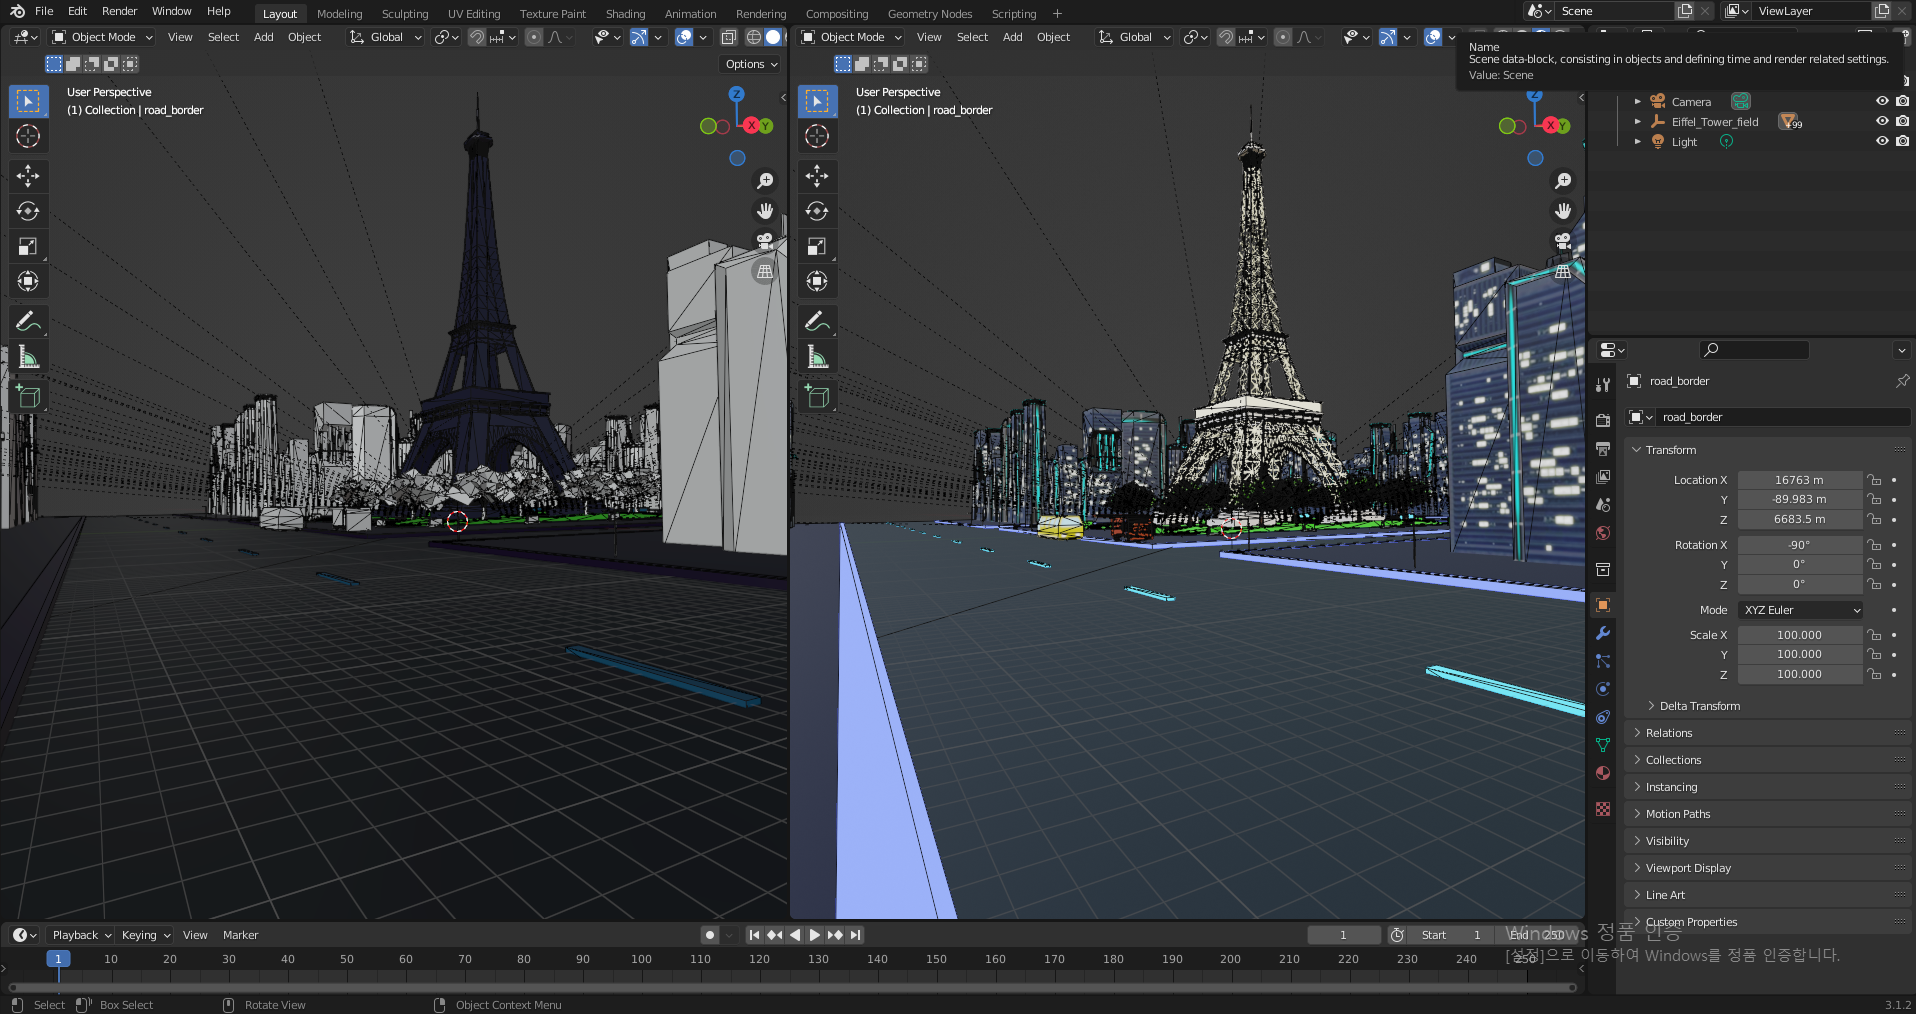 File Edit Render Window Help
Layout Modeling Sculpting UV Editing Texture Paint Shading Animation Rendering Compositing Geometry Nodes Scripting +
Scene ViewLayer
Object Mode View Select Add Object Global
Options
Object Mode View Select Add Object Global
Name
Scene data-block, consisting in objects and defining time and render related settings.
Value: Scene
User Perspective
(1) Collection | road_border
Z
X
Y
User Perspective
(1) Collection | road_border
Z
X
Y
Camera
Eiffel_Tower_field +99
Light
road_border
road_border
Transform
Location X 16763 m
Y -89.983 m
Z 6683.5 m
Rotation X -90°
Y 0°
Z 0°
Mode XYZ Euler
Scale X 100.000
Y 100.000
Z 100.000
Delta Transform
Relations
Collections
Instancing
Motion Paths
Visibility
Viewport Display
Line Art
Custom Properties
Playback Keying View Marker
1 Start 1 End 250
1 10 20 30 40 50 60 70 80 90 100 110 120 130 140 150 160 170 180 190 200 210 220 230 240 250
Windows 정품 인증
[설정]으로 이동하여 Windows를 정품 인증합니다.
Select Box Select Rotate View Object Context Menu
3.1.2